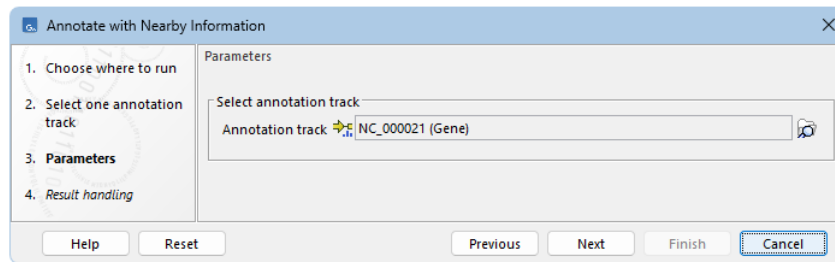 Annotate with Nearby Information
1. Choose where to run
2. Select one annotation
track
3. Parameters
4. Result handling
Parameters
Select annotation track
Annotation track NC_000021 (Gene)
Help Reset Previous Next Finish Cancel